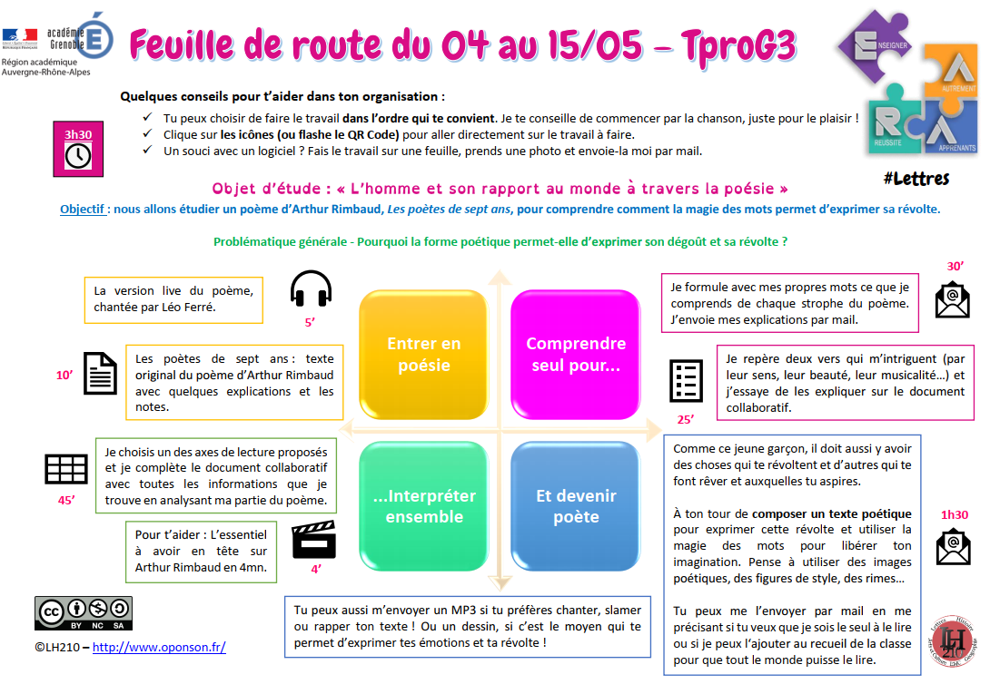 RÉPUBLIQUE FRANÇAISE
académie
Grenoble
Région académique
Auvergne-Rhône-Alpes
Feuille de route du 04 au 15/05 – TproG3
ENSEIGNER
AUTREMENT
RÉUSSITE
APPRENANTS
#Lettres
3h30
Quelques conseils pour t’aider dans ton organisation :
✓ Tu peux choisir de faire le travail dans l’ordre qui te convient. Je te conseille de commencer par la chanson, juste pour le plaisir !
✓ Clique sur les icônes (ou flashe le QR Code) pour aller directement sur le travail à faire.
✓ Un souci avec un logiciel ? Fais le travail sur une feuille, prends une photo et envoie-la moi par mail.
Objet d’étude : « L’homme et son rapport au monde à travers la poésie »
Objectif : nous allons étudier un poème d’Arthur Rimbaud, Les poètes de sept ans, pour comprendre comment la magie des mots permet d’exprimer sa révolte.
Problématique générale - Pourquoi la forme poétique permet-elle d’exprimer son dégoût et sa révolte ?
La version live du poème,
chantée par Léo Ferré.
5’
10’
Les poètes de sept ans : texte
original du poème d’Arthur Rimbaud
avec quelques explications et les
notes.
Entrer en
poésie
Comprendre
seul pour...
30’
Je formule avec mes propres mots ce que je
comprends de chaque strophe du poème.
J’envoie mes explications par mail.
25’
Je repère deux vers qui m’intriguent (par
leur sens, leur beauté, leur musicalité…) et
j’essaye de les expliquer sur le document
collaboratif.
45’
Je choisis un des axes de lecture proposés
et je complète le document collaboratif
avec toutes les informations que je
trouve en analysant ma partie du poème.
Pour t’aider : L’essentiel
à avoir en tête sur
Arthur Rimbaud en 4mn.
4’
...Interpréter
ensemble
Et devenir
poète
Comme ce jeune garçon, il doit aussi y avoir
des choses qui te révoltent et d’autres qui te
font rêver et auxquelles tu aspires.
À ton tour de composer un texte poétique
pour exprimer cette révolte et utiliser la
magie des mots pour libérer ton
imagination. Pense à utiliser des images
poétiques, des figures de style, des rimes…
Tu peux me l’envoyer par mail en me
précisant si tu veux que je sois le seul à le lire
ou si je peux l’ajouter au recueil de la classe
pour que tout le monde puisse le lire.
1h30
Tu peux aussi m’envoyer un MP3 si tu préfères chanter, slamer
ou rapper ton texte ! Ou un dessin, si c’est le moyen qui te
permet d’exprimer tes émotions et ta révolte !
cc
BY NC SA
©LH210 – http://www.oponson.fr/
LH
210